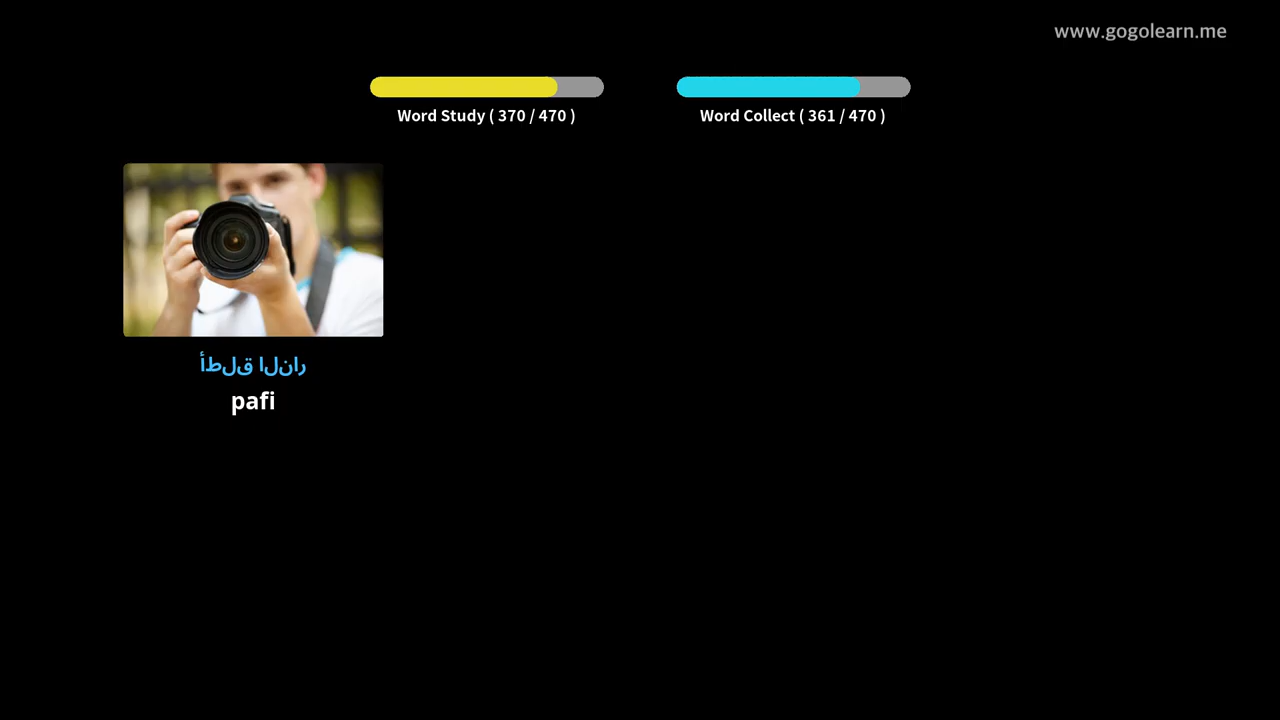 www.gogolearn.me
Word Study ( 370 / 470 )
Word Collect ( 361 / 470 )
أطلق النار
pafi